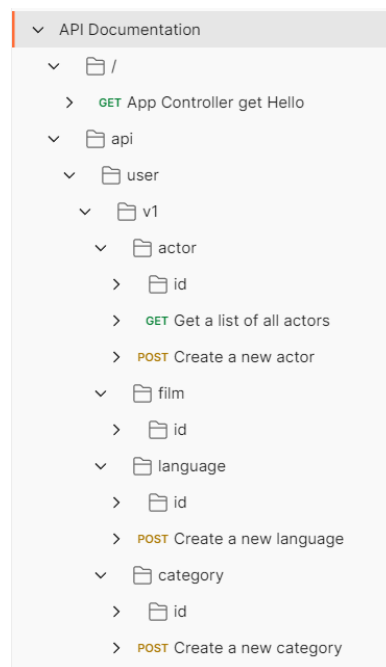 API Documentation
/
GET App Controller get Hello
api
user
v1
actor
id
GET Get a list of all actors
POST Create a new actor
film
id
language
id
POST Create a new language
category
id
POST Create a new category